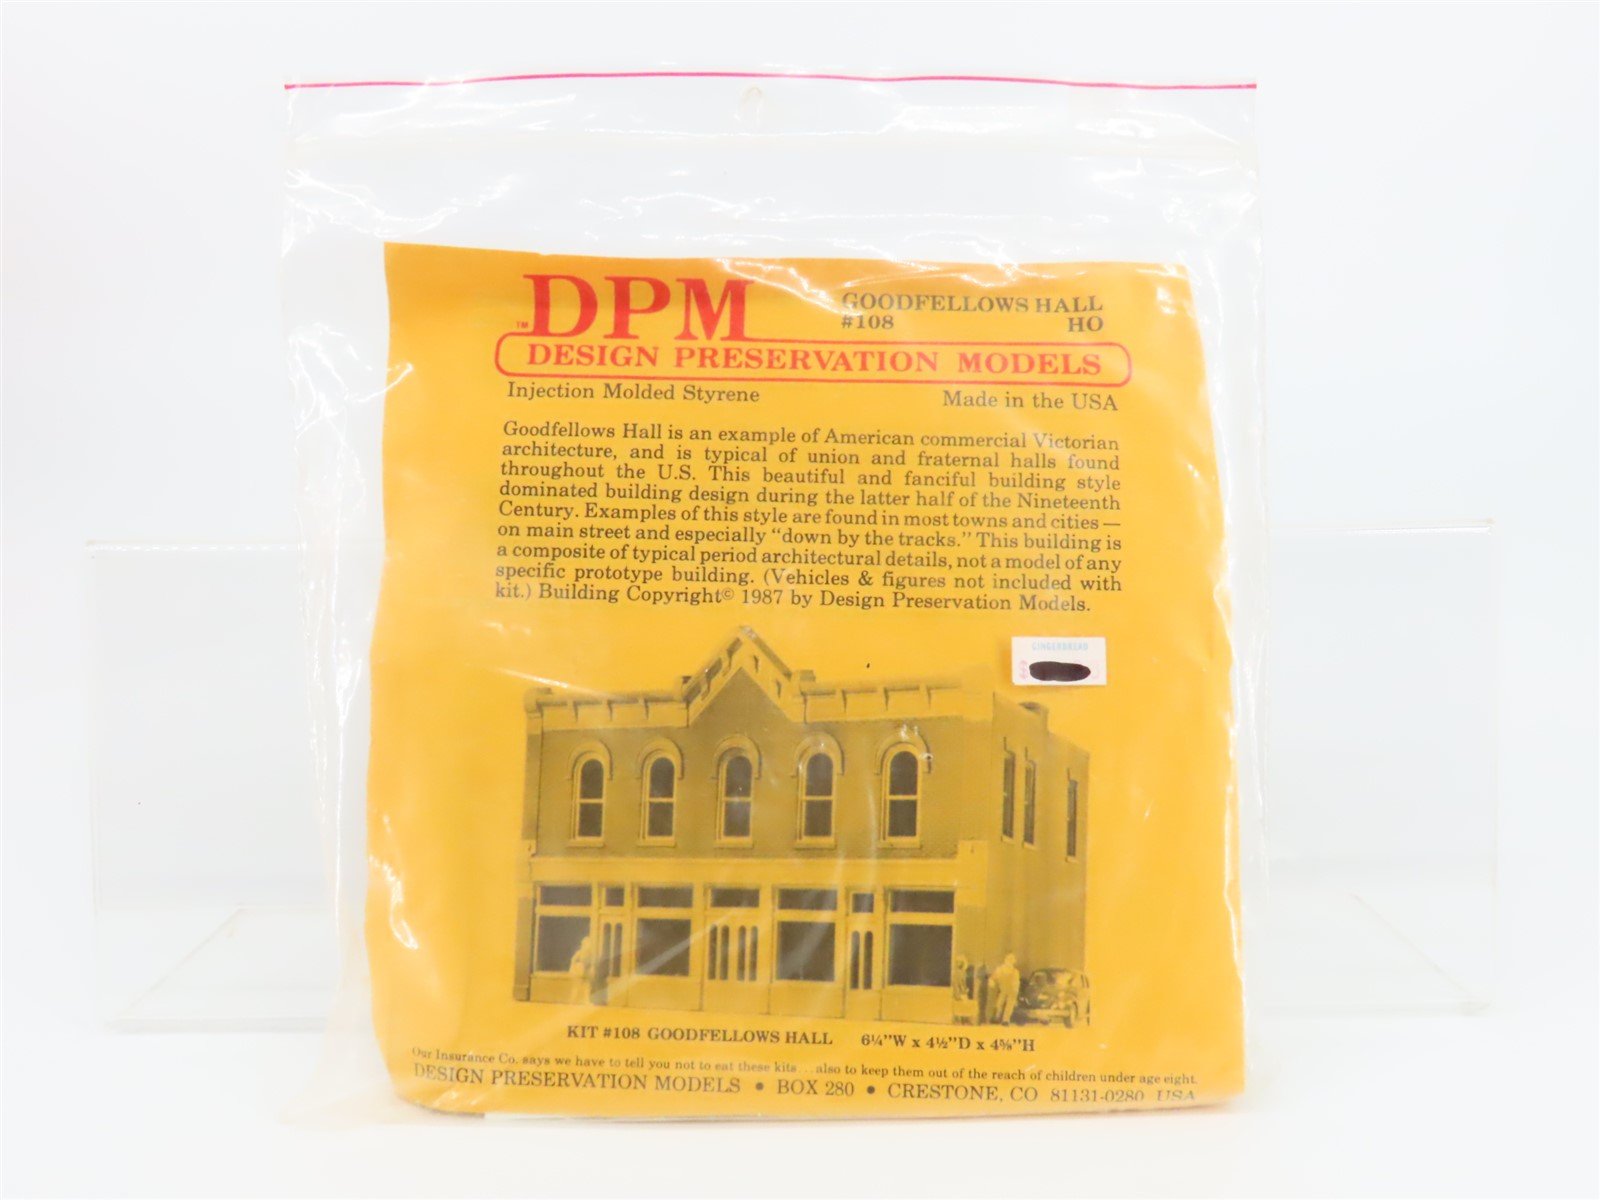 DPM
™
GOODFELLOWS HALL
#108 HO
DESIGN PRESERVATION MODELS
Injection Molded Styrene Made in the USA
Goodfellows Hall is an example of American commercial Victorian
architecture, and is typical of union and fraternal halls found
throughout the U.S. This beautiful and fanciful building style
dominated building design during the latter half of the Nineteenth
Century. Examples of this style are found in most towns and cities —
on main street and especially "down by the tracks." This building is
a composite of typical period architectural details, not a model of any
specific prototype building. (Vehicles & figures not included with
kit.) Building Copyright© 1987 by Design Preservation Models.
GINGERBREAD
KIT #108 GOODFELLOWS HALL 6¼"W x 4½"D x 4⅝"H
Our Insurance Co. says we have to tell you not to eat these kits...also to keep them out of the reach of children under age eight.
DESIGN PRESERVATION MODELS • BOX 280 • CRESTONE, CO 81131-0280 USA